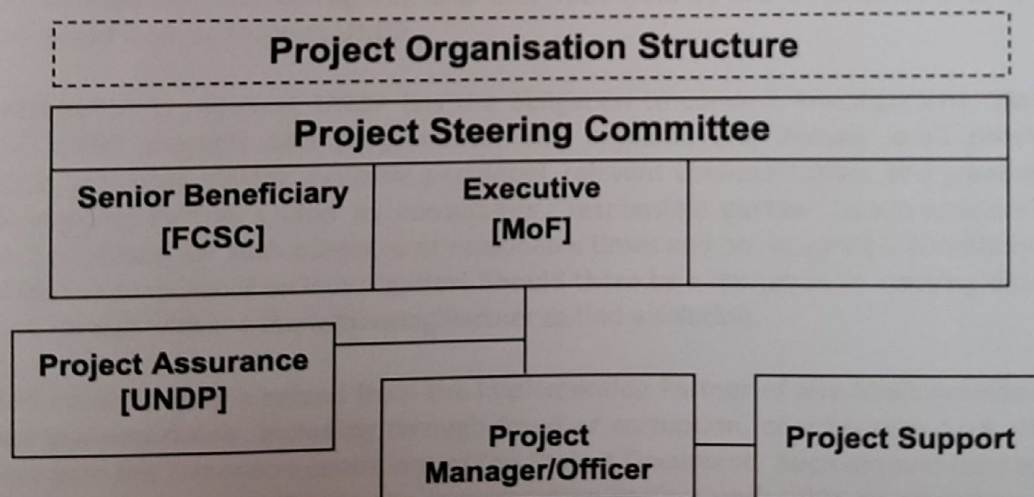 Project Organisation Structure
Project Steering Committee
Senior Beneficiary
[FCSC]
Executive
[MoF]
Project Assurance
[UNDP]
Project
Manager/Officer
Project Support